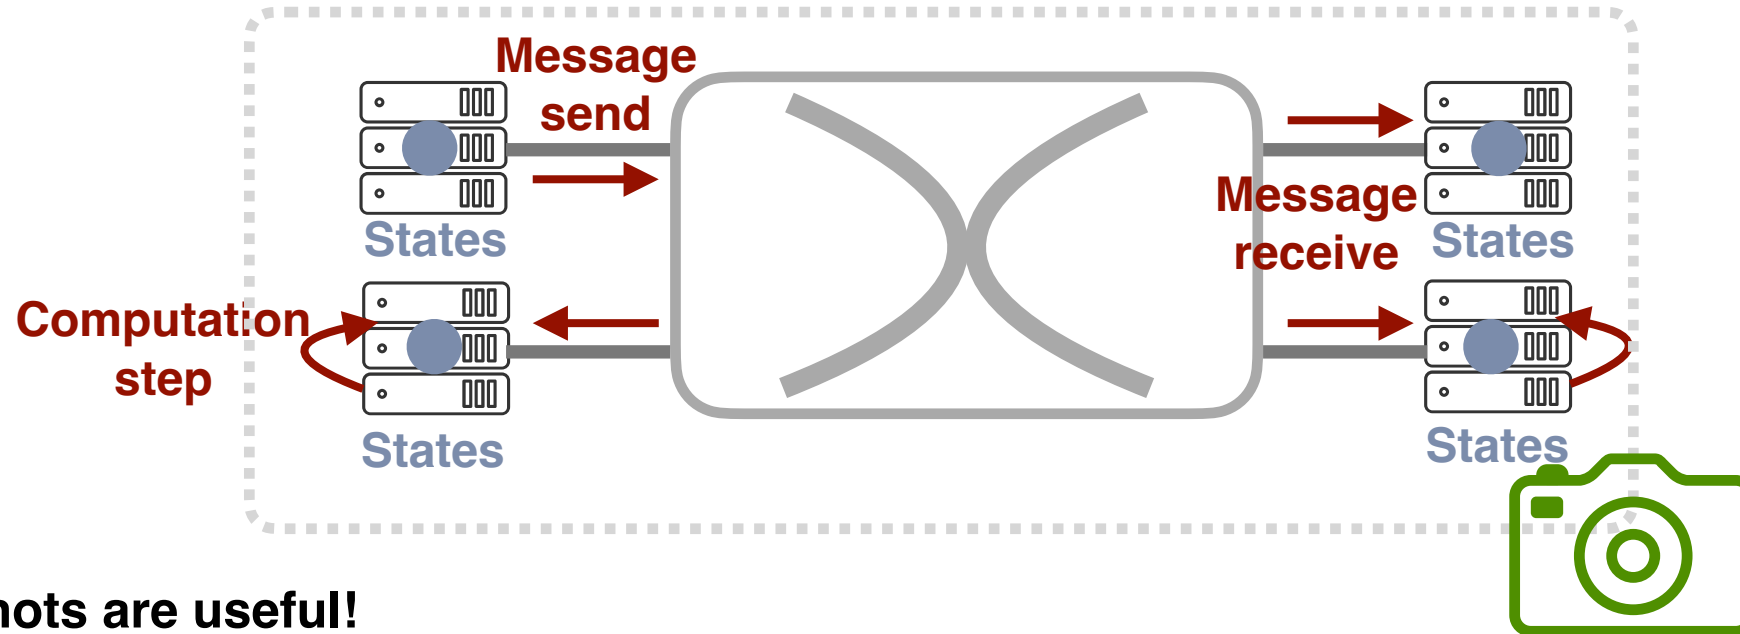 Message
send
States
Message
receive
States
Computation
step
States
States
hots are useful!